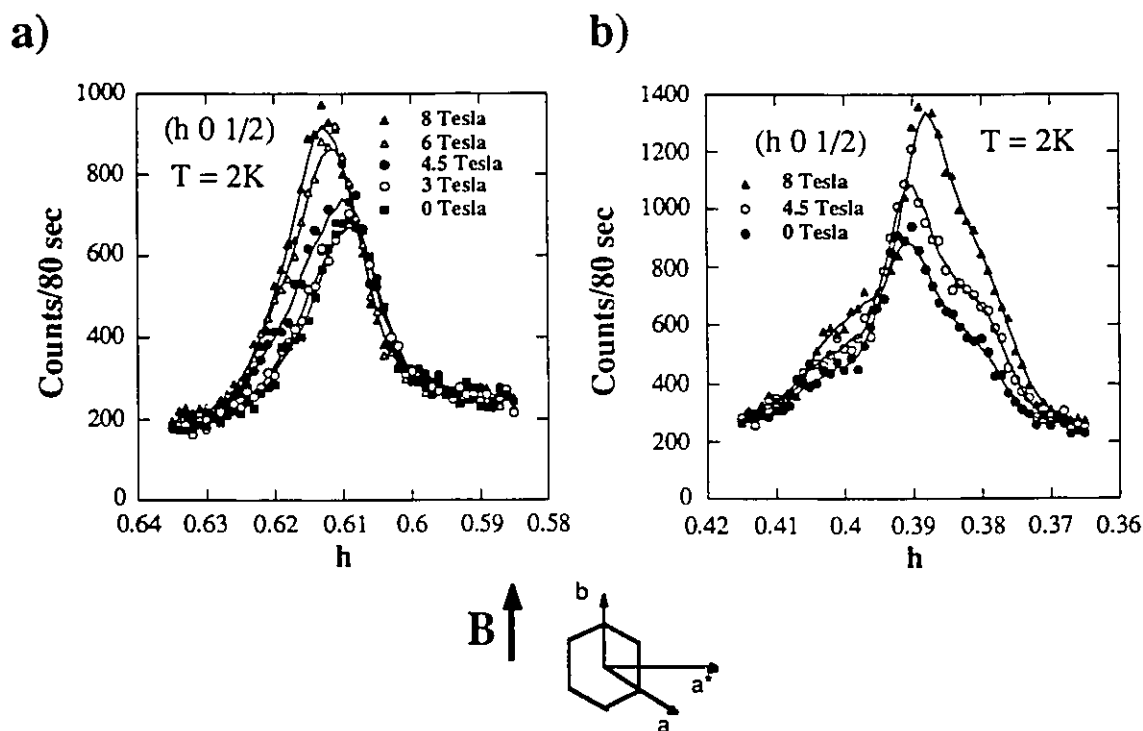 a)
1000
800
600
400
200
0
Counts/80 sec
(h 0 1/2)
T = 2K
8 Tesla
6 Tesla
4.5 Tesla
3 Tesla
0 Tesla
0.64 0.63 0.62 0.61 0.6 0.59 0.58
h
b)
1400
1200
1000
800
600
400
200
0
Counts/80 sec
(h 0 1/2)
T = 2K
8 Tesla
4.5 Tesla
0 Tesla
0.42 0.41 0.4 0.39 0.38 0.37 0.36
h
B
b
a*
a